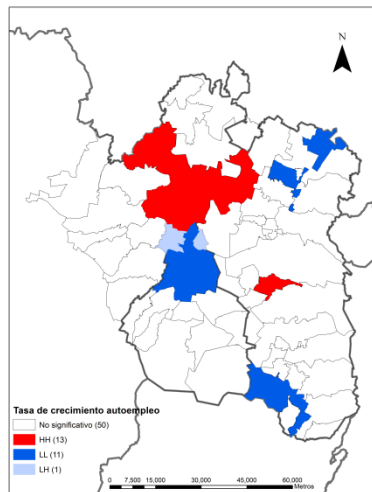 N
Tasa de crecimiento autoempleo
No significativo (50)
HH (13)
LL (11)
LH (1)
0 7,500 15,000 30,000 45,000 60,000
Metros